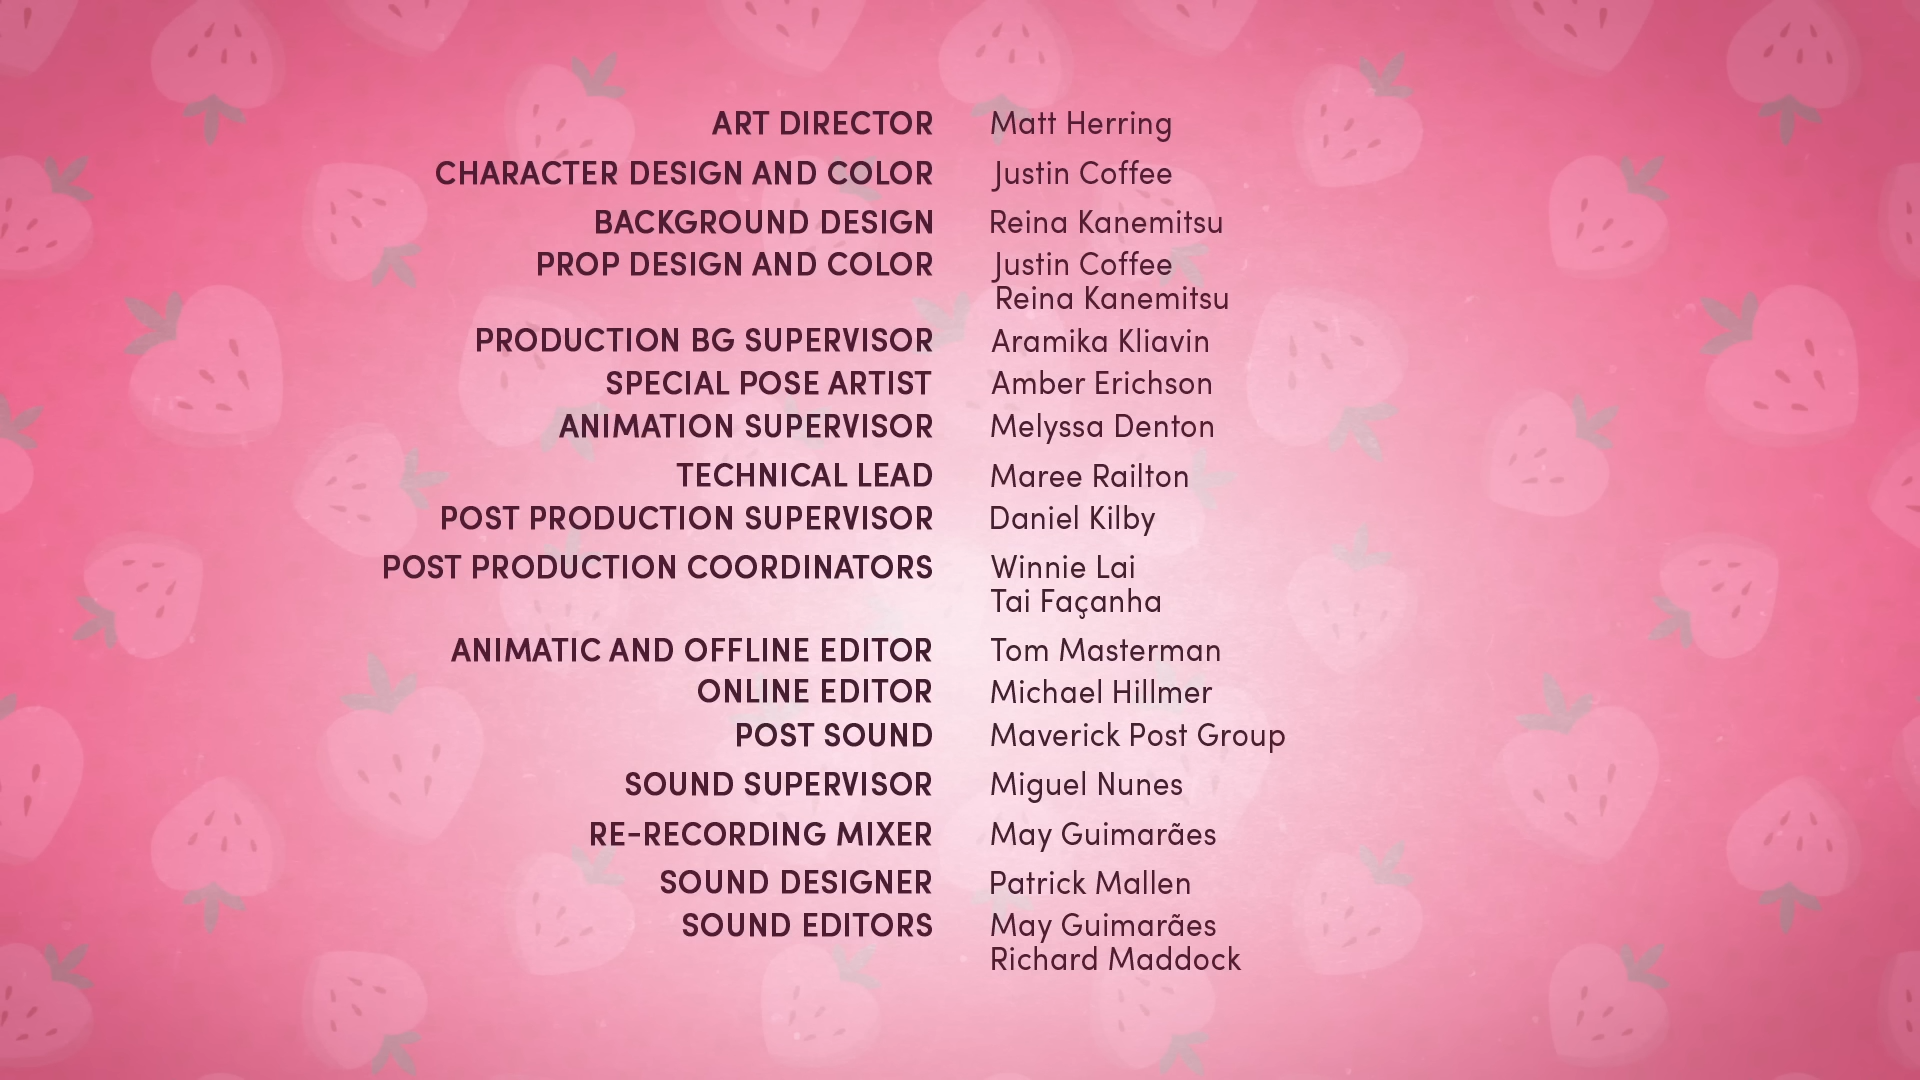 ART DIRECTOR Matt Herring
CHARACTER DESIGN AND COLOR Justin Coffee
BACKGROUND DESIGN Reina Kanemitsu
PROP DESIGN AND COLOR Justin Coffee
Reina Kanemitsu
PRODUCTION BG SUPERVISOR Aramika Kliavin
SPECIAL POSE ARTIST Amber Erichson
ANIMATION SUPERVISOR Melyssa Denton
TECHNICAL LEAD Maree Railton
POST PRODUCTION SUPERVISOR Daniel Kilby
POST PRODUCTION COORDINATORS Winnie Lai
Tai Façanha
ANIMATIC AND OFFLINE EDITOR Tom Masterman
ONLINE EDITOR Michael Hillmer
POST SOUND Maverick Post Group
SOUND SUPERVISOR Miguel Nunes
RE-RECORDING MIXER May Guimarães
SOUND DESIGNER Patrick Mallen
SOUND EDITORS May Guimarães
Richard Maddock